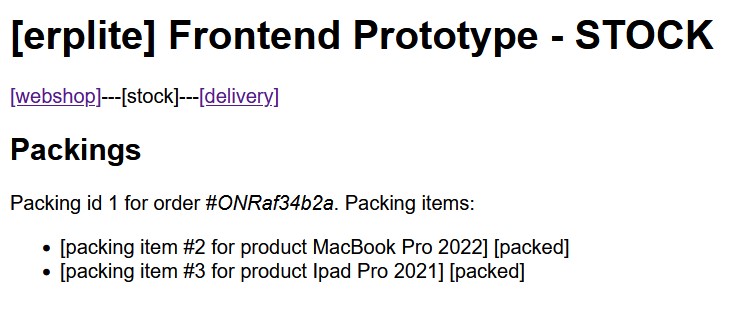 [erplite] Frontend Prototype - STOCK
[webshop]---[stock]---[delivery]
Packings
Packing id 1 for order #ONRaf34b2a. Packing items:
• [packing item #2 for product MacBook Pro 2022] [packed]
• [packing item #3 for product Ipad Pro 2021] [packed]